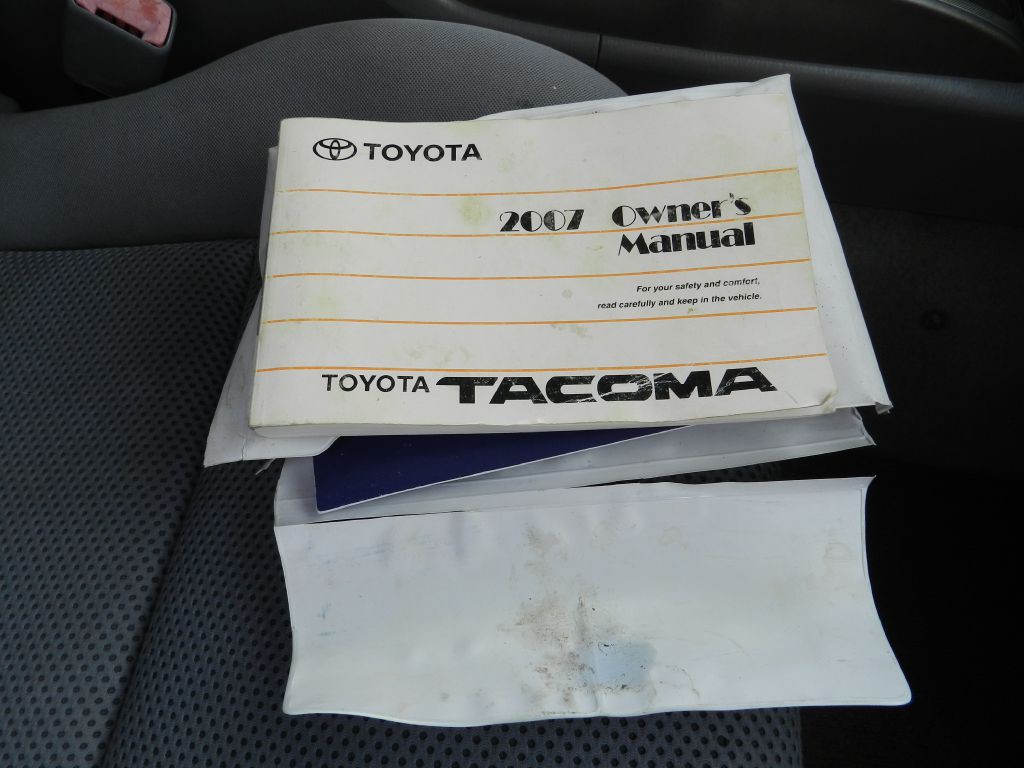 TOYOTA
2007 Owner's
Manual
For your safety and comfort,
read carefully and keep in the vehicle.
TOYOTA TACOMA